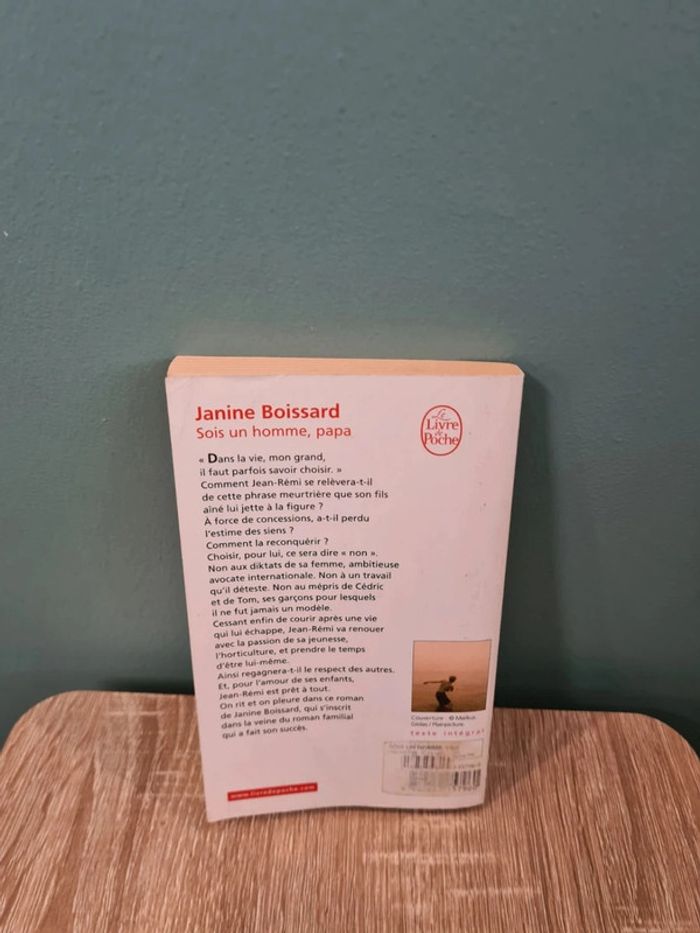 Janine Boissard
Sois un homme, papa
Le
Livre
de
Poche
« Dans la vie, mon grand,
il faut parfois savoir choisir. »
Comment Jean-Rémi se relèvera-t-il
de cette phrase meurtrière que son fils
aîné lui jette à la figure ?
À force de concessions, a-t-il perdu
l'estime des siens ?
Comment la reconquérir ?
Choisir, pour lui, ce sera dire « non ».
Non aux diktats de sa femme, ambitieuse
avocate internationale. Non à un travail
qu'il déteste. Non au mépris de Cédric
et de Tom, ses garçons pour lesquels
il ne fut jamais un modèle.
Cessant enfin de courir après une vie
qui lui échappe, Jean-Rémi va renouer
avec la passion de sa jeunesse,
l'horticulture, et prendre le temps
d'être lui-même.
Ainsi regagnera-t-il le respect des autres.
Et, pour l'amour de ses enfants,
Jean-Rémi est prêt à tout.
On rit et on pleure dans ce roman
de Janine Boissard, qui s'inscrit
dans la veine du roman familial
qui a fait son succès.
Couverture : © Markus
/ Plainpicture.
texte intégral
www.livredepoche.com